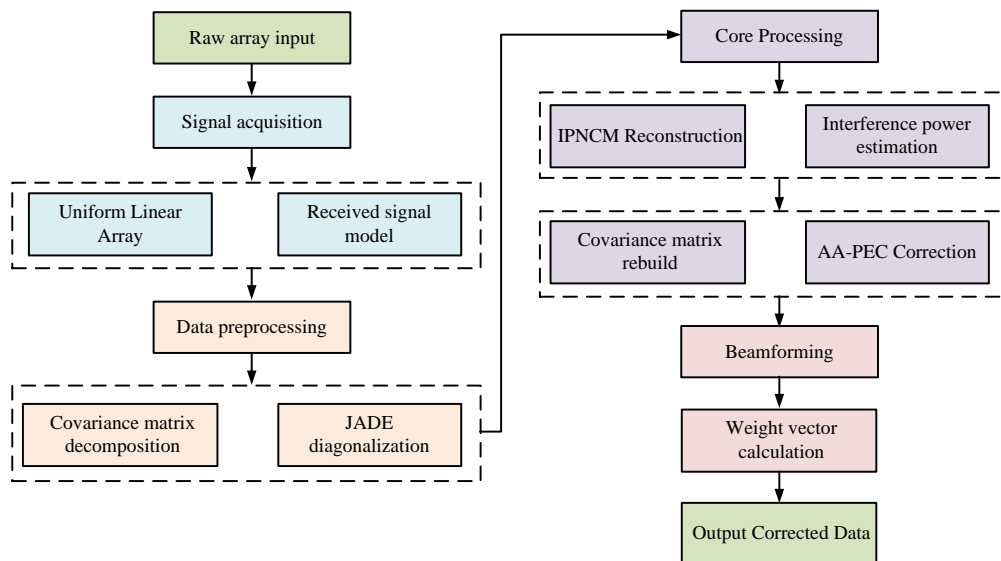 Raw array input
Signal acquisition
Uniform Linear
Array
Received signal
model
Data preprocessing
Covariance matrix
decomposition
JADE
diagonalization
Core Processing
IPNCM Reconstruction
Interference power
estimation
Covariance matrix
rebuild
AA-PEC Correction
Beamforming
Weight vector
calculation
Output Corrected Data